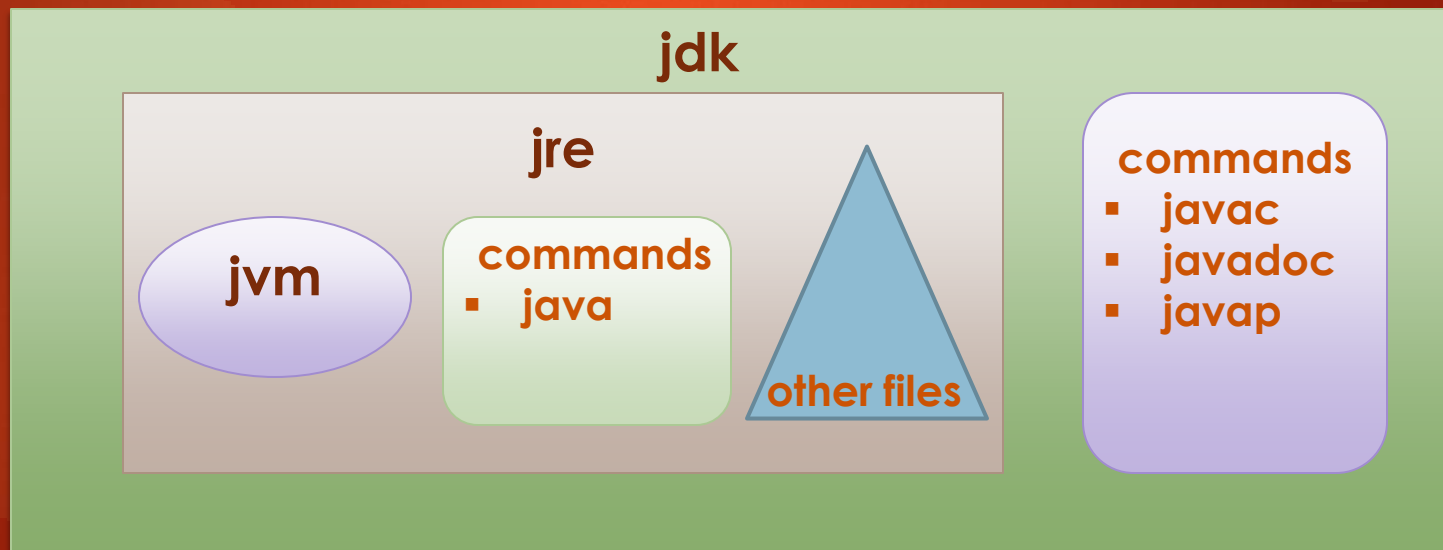 jdk
jre
jvm
commands
▪ java
other files
commands
▪ javac
▪ javadoc
▪ javap